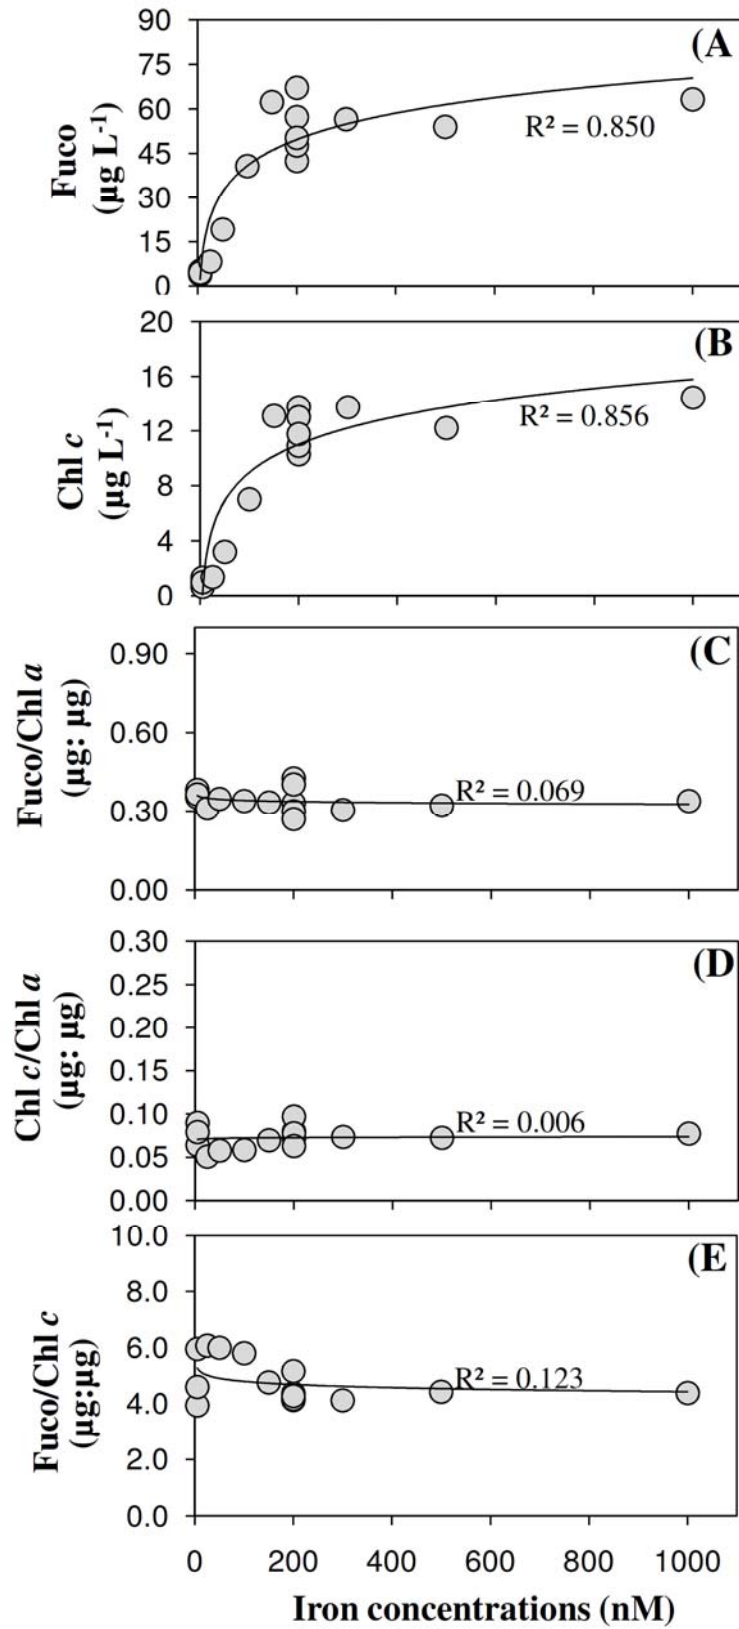 90
(A
75
60
R² = 0.850
45
30
15
0
Fuco
(µg L⁻¹)
20
(B
16
R² = 0.856
12
8
4
0
Chl c
(µg L⁻¹)
(C
0.90
0.60
R² = 0.069
0.30
0.00
Fuco/Chl a
(µg: µg)
0.30
(D
0.25
0.20
0.15
0.10
R² = 0.006
0.05
0.00
Chl c/Chl a
(µg: µg)
10.0
(E
8.0
6.0
R² = 0.123
4.0
2.0
0.0
Fuco/Chl c
(µg:µg)
0 200 400 600 800 1000
Iron concentrations (nM)